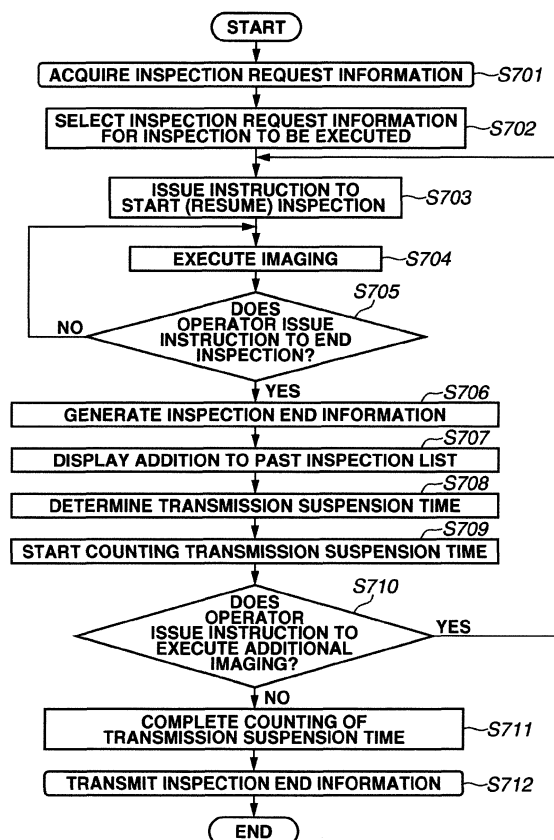 START
ACQUIRE INSPECTION REQUEST INFORMATION
S701
SELECT INSPECTION REQUEST INFORMATION
FOR INSPECTION TO BE EXECUTED
S702
ISSUE INSTRUCTION TO
START (RESUME) INSPECTION
S703
EXECUTE IMAGING
S704
S705
DOES
OPERATOR ISSUE
INSTRUCTION TO END
INSPECTION?
NO
YES
S706
GENERATE INSPECTION END INFORMATION
S707
DISPLAY ADDITION TO PAST INSPECTION LIST
S708
DETERMINE TRANSMISSION SUSPENSION TIME
S709
START COUNTING TRANSMISSION SUSPENSION TIME
S710
DOES
OPERATOR
ISSUE INSTRUCTION TO
EXECUTE ADDITIONAL
IMAGING?
YES
NO
COMPLETE COUNTING OF
TRANSMISSION SUSPENSION TIME
S711
TRANSMIT INSPECTION END INFORMATION
S712
END